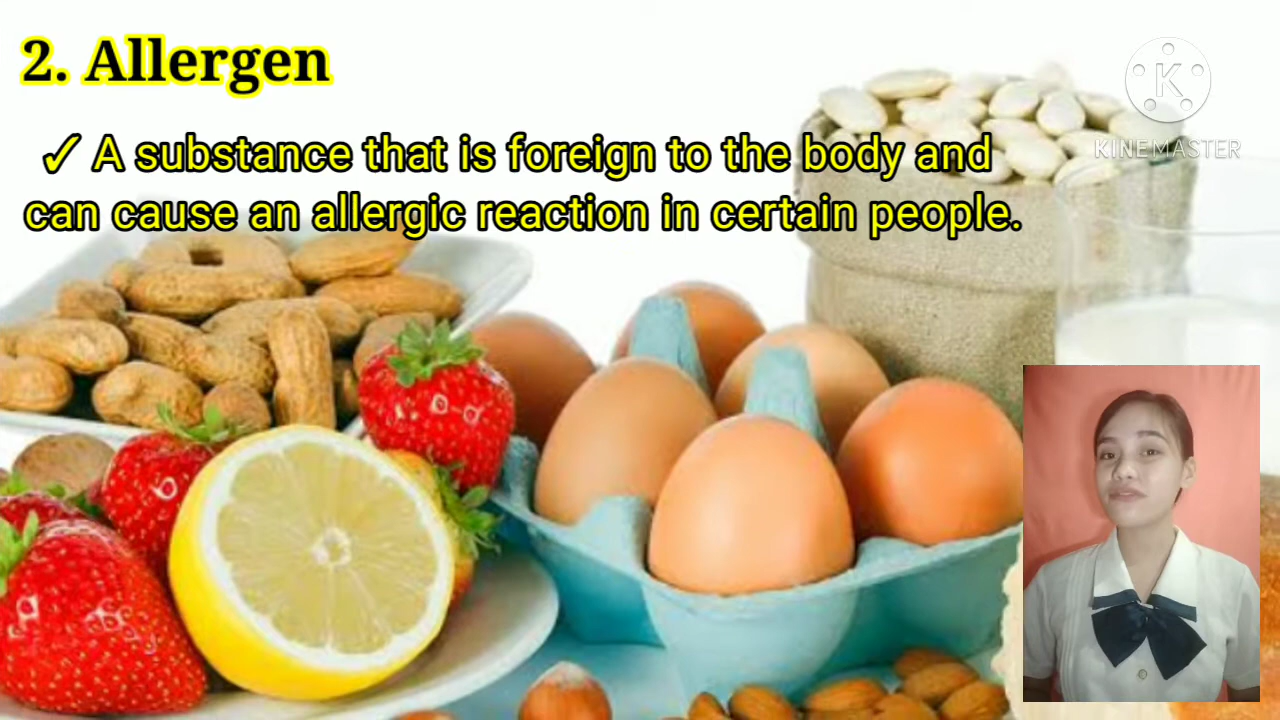 2. Allergen
K
KINEMASTER
✓ A substance that is foreign to the body and
can cause an allergic reaction in certain people.